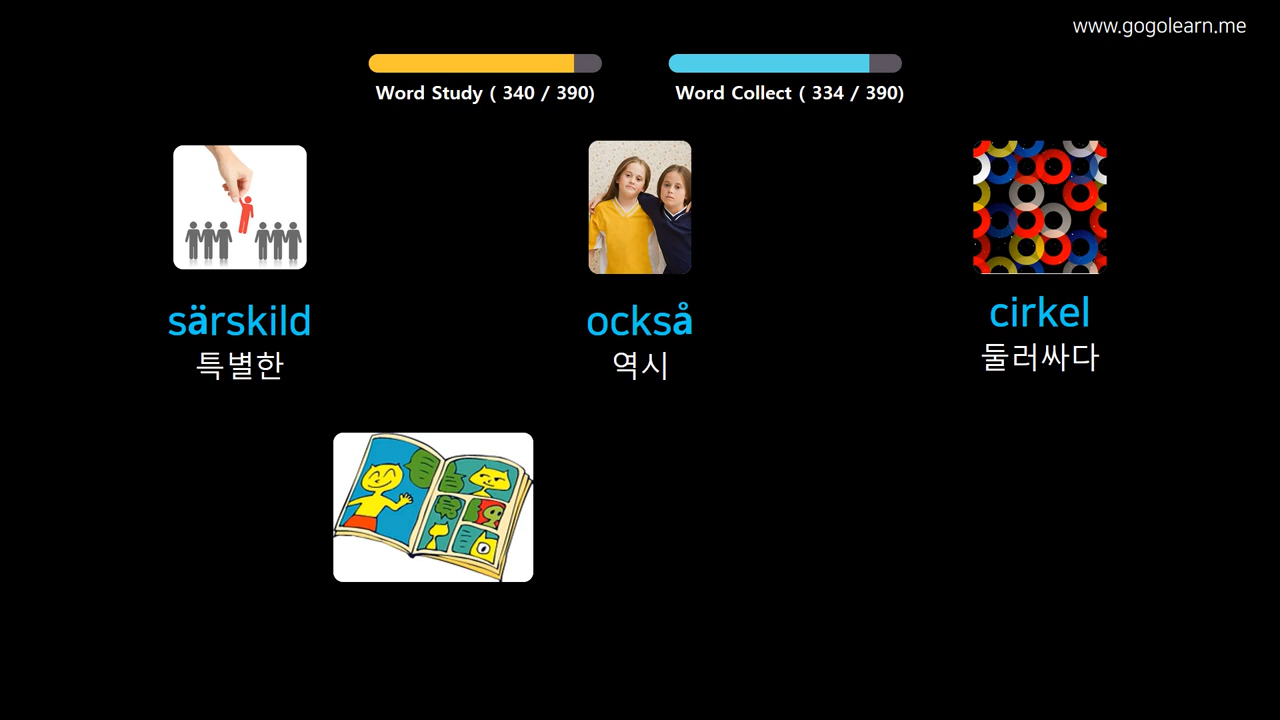 www.gogolearn.me
Word Study ( 340 / 390)
Word Collect ( 334 / 390)
särskild
특별한
också
역시
cirkel
둘러싸다